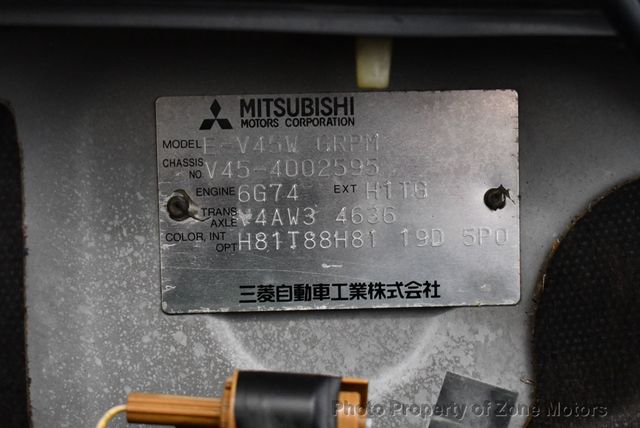 MITSUBISHI
MOTORS CORPORATION
MODEL E-V45W GRPM
CHASSIS NO. V45-4002595
ENGINE 6G74 EXT H11G
TRANS AXLE V4AW3 4636
COLOR, INT OPT H81T88H81 19D 5P0
三菱自動車工業株式会社
Photo Property of Zone Motors